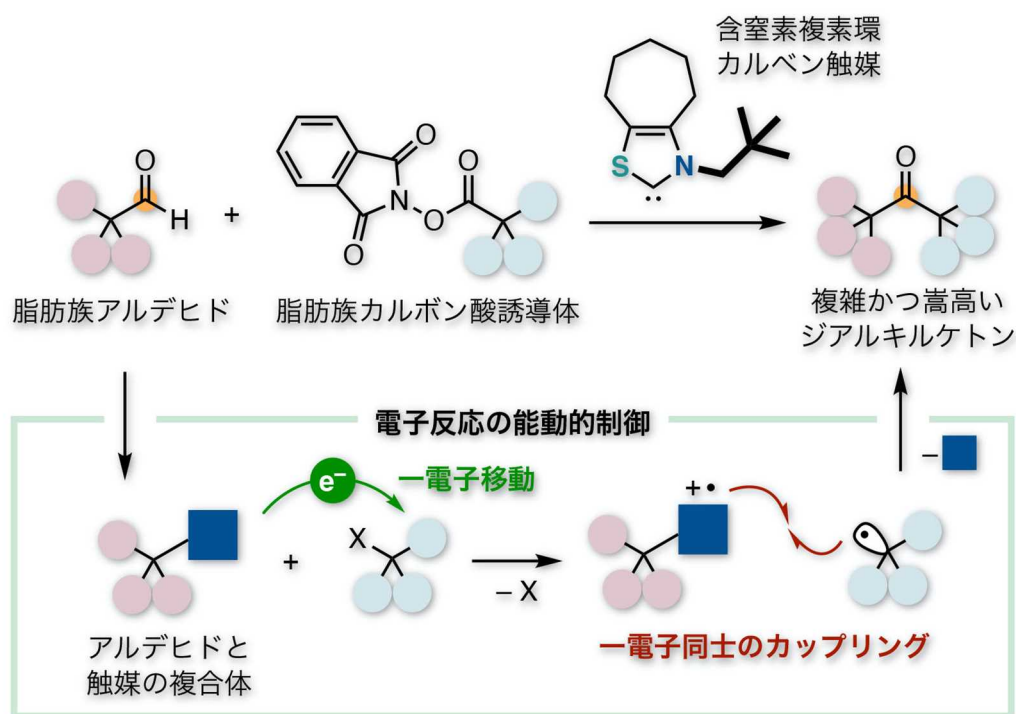 含窒素複素環
カルベン触媒
S
N
••
O
H
+
O
N
O
O
O
O
脂肪族アルデヒド
脂肪族カルボン酸誘導体
複雑かつ嵩高い
ジアルキルケトン
電子反応の能動的制御
e−
一電子移動
X
+
− X
+•
−
アルデヒドと
触媒の複合体
一電子同士のカップリング